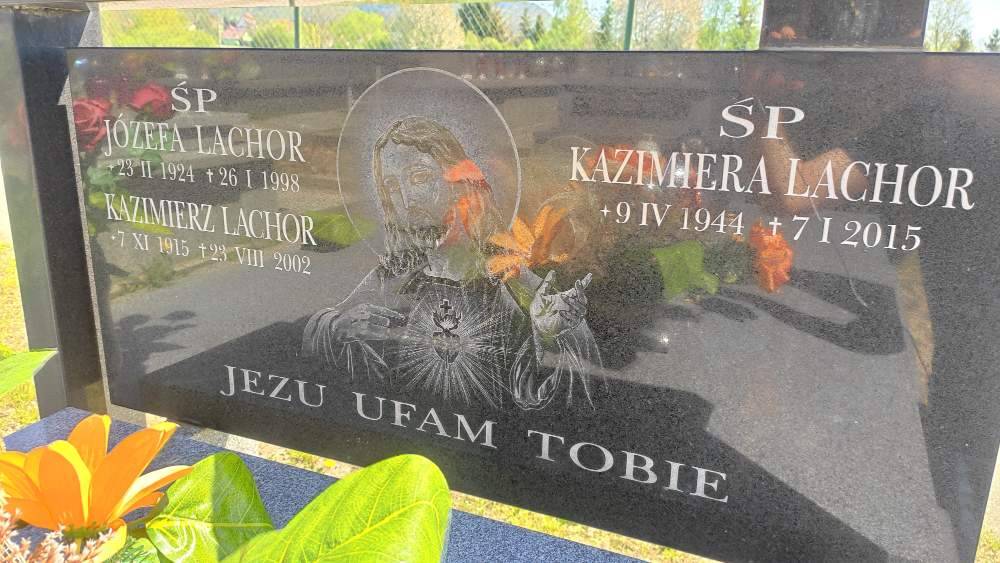 ŚP
JÓZEFA LACHOR
+23 II 1924 +26 I 1998
KAZIMIERZ LACHOR
+7 XI 1915 +23 VIII 2002
ŚP
KAZIMIERA LACHOR
+9 IV 1944 +7 I 2015
JEZU UFAM TOBIE